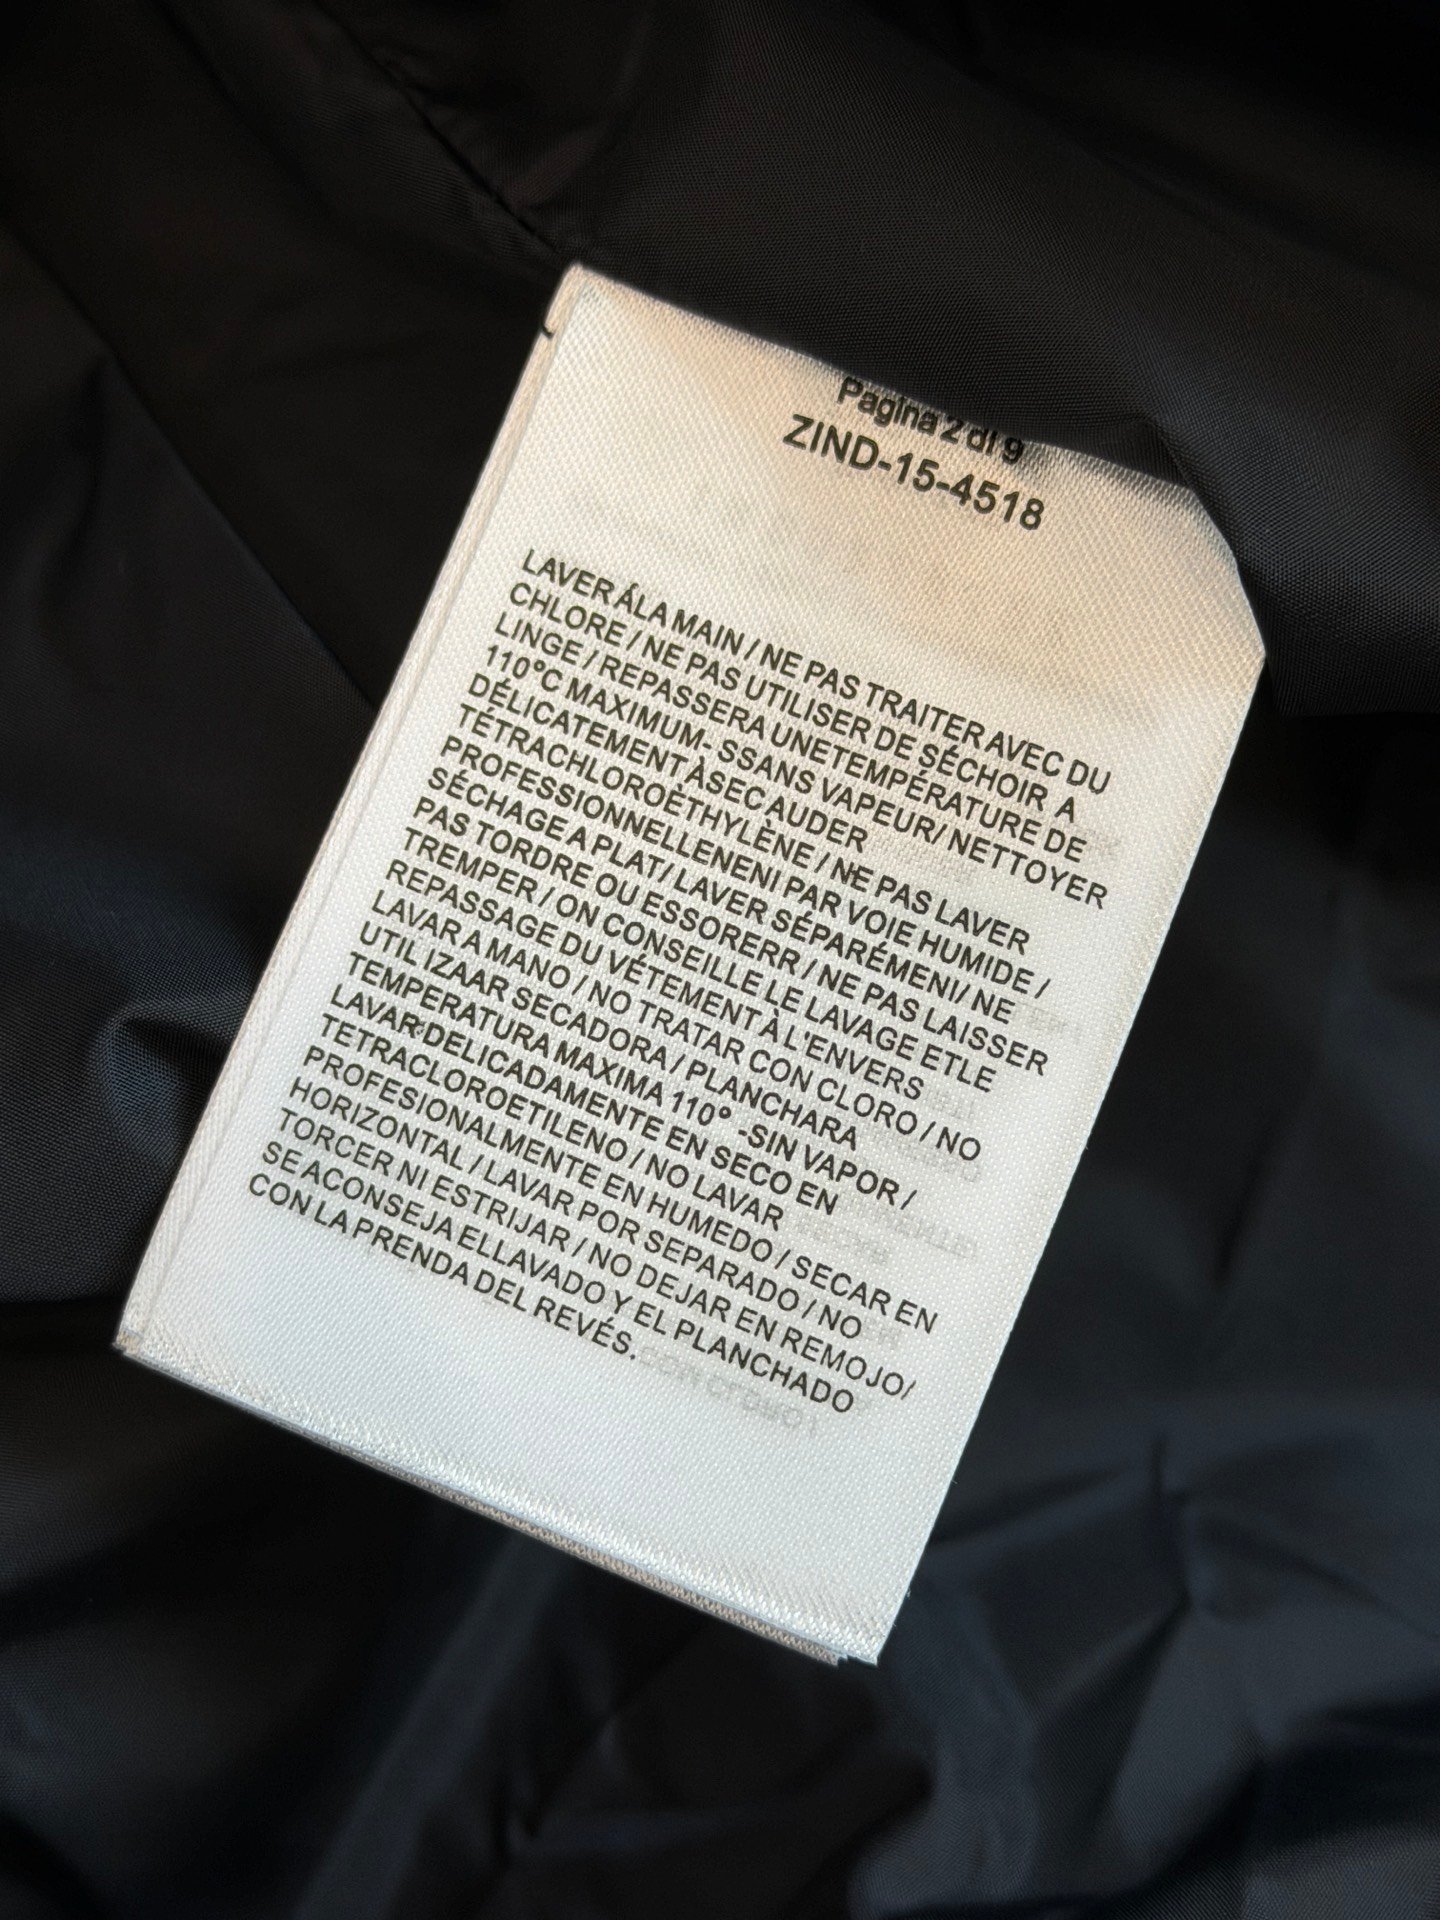 Pagina 2 di 9
ZIND-15-4518
LAVER ÁLA MAIN / NE PAS TRAITER AVEC DU
CHLORE / NE PAS UTILISER DE SÉCHOIR A
LINGE / REPASSERA UNETEMPÉRATURE DE
110°C MAXIMUM- SSANS VAPEUR/ NETTOYER
DÉLICATEMENT ÀSEC AUDER
TÉTRACHLOROÈTHYLÈNE / NE PAS LAVER
PROFESSIONNELLENENI PAR VOIE HUMIDE /
SÉCHAGE A PLAT/ LAVER SÉPARÉMENI/ NE
PAS TORDRE OU ESSORERR / NE PAS LAISSER
TREMPER / ON CONSEILLE LE LAVAGE ETLE
REPASSAGE DU VÉTEMENT À L'ENVERS
LAVAR A MANO / NO TRATAR CON CLORO / NO
UTIL IZAAR SECADORA / PLANCHARA
TEMPERATURA MAXIMA 110° -SIN VAPOR /
LAVAR DELICADAMENTE EN SECO EN
TETRACLOROETILENO / NO LAVAR
PROFESIONALMENTE EN HUMEDO / SECAR EN
HORIZONTAL / LAVAR POR SEPARADO / NO
TORCER NI ESTRIJAR / NO DEJAR EN REMOJO/
SE ACONSEJA ELLAVADO Y EL PLANCHADO
CON LA PRENDA DEL REVÉS.